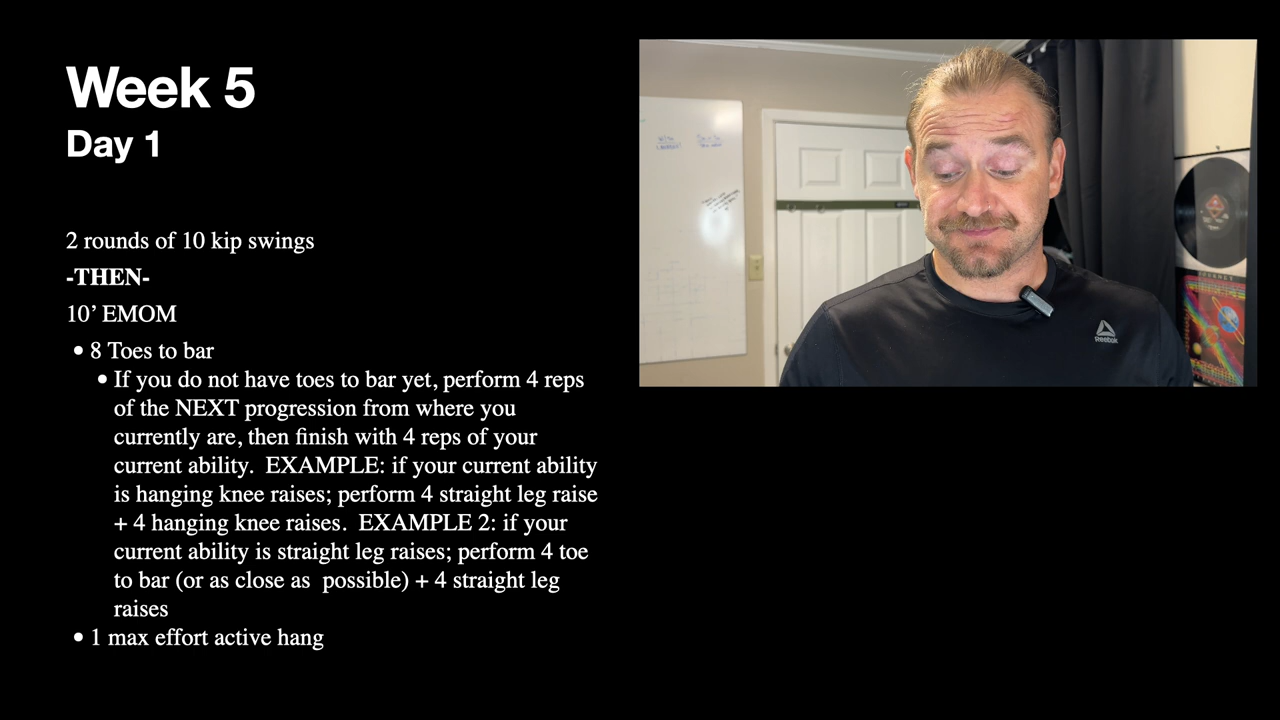 Week 5
Day 1
2 rounds of 10 kip swings
-THEN-
10’ EMOM
• 8 Toes to bar
• If you do not have toes to bar yet, perform 4 reps
of the NEXT progression from where you
currently are, then finish with 4 reps of your
current ability.  EXAMPLE: if your current ability
is hanging knee raises; perform 4 straight leg raise
+ 4 hanging knee raises.  EXAMPLE 2: if your
current ability is straight leg raises; perform 4 toe
to bar (or as close as  possible) + 4 straight leg
raises
• 1 max effort active hang
Reebok